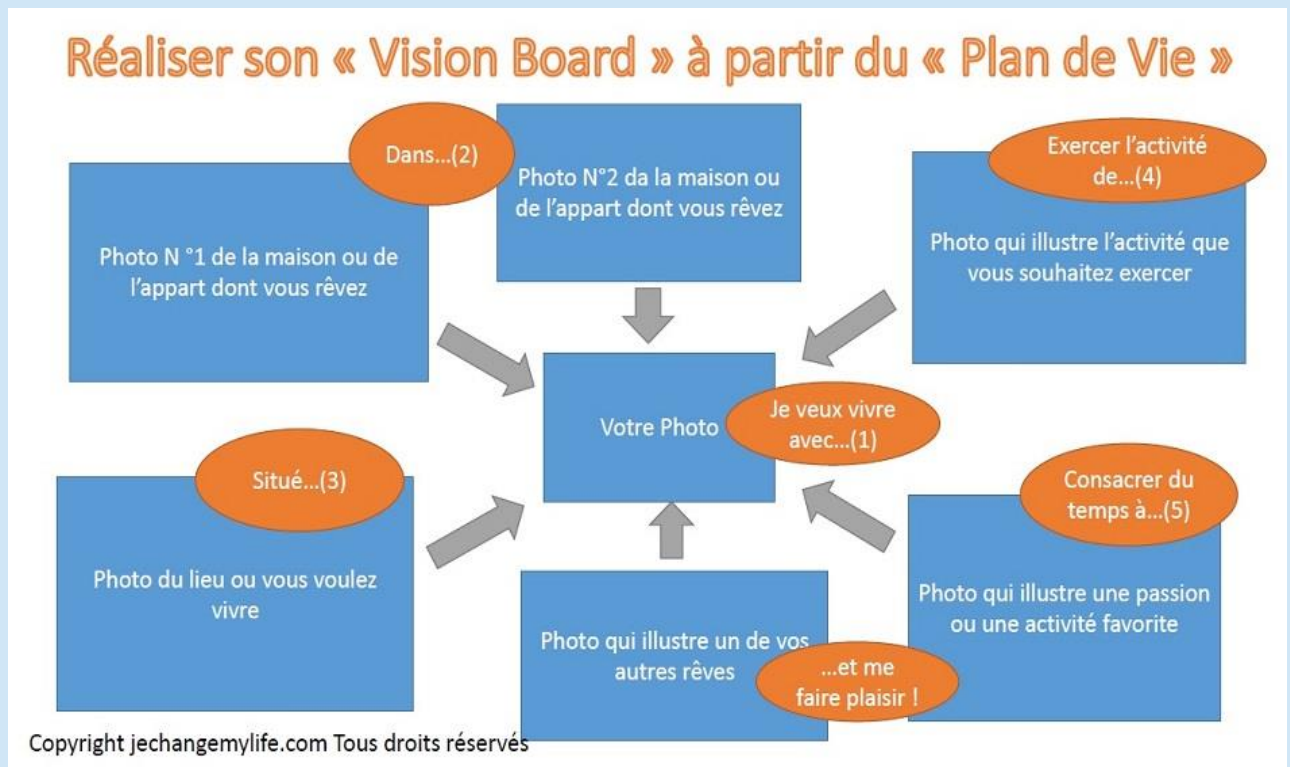 Réaliser son « Vision Board » à partir du « Plan de Vie »
Dans...(2)
Photo N °1 de la maison ou de
l'appart dont vous rêvez
Photo N°2 da la maison ou
de l'appart dont vous rêvez
Exercer l'activité
de...(4)
Photo qui illustre l'activité que
vous souhaitez exercer
Votre Photo
Je veux vivre
avec...(1)
Situé...(3)
Photo du lieu ou vous voulez
vivre
Photo qui illustre un de vos
autres rêves
...et me
faire plaisir !
Consacrer du
temps à...(5)
Photo qui illustre une passion
ou une activité favorite
Copyright jechangemylife.com Tous droits réservés